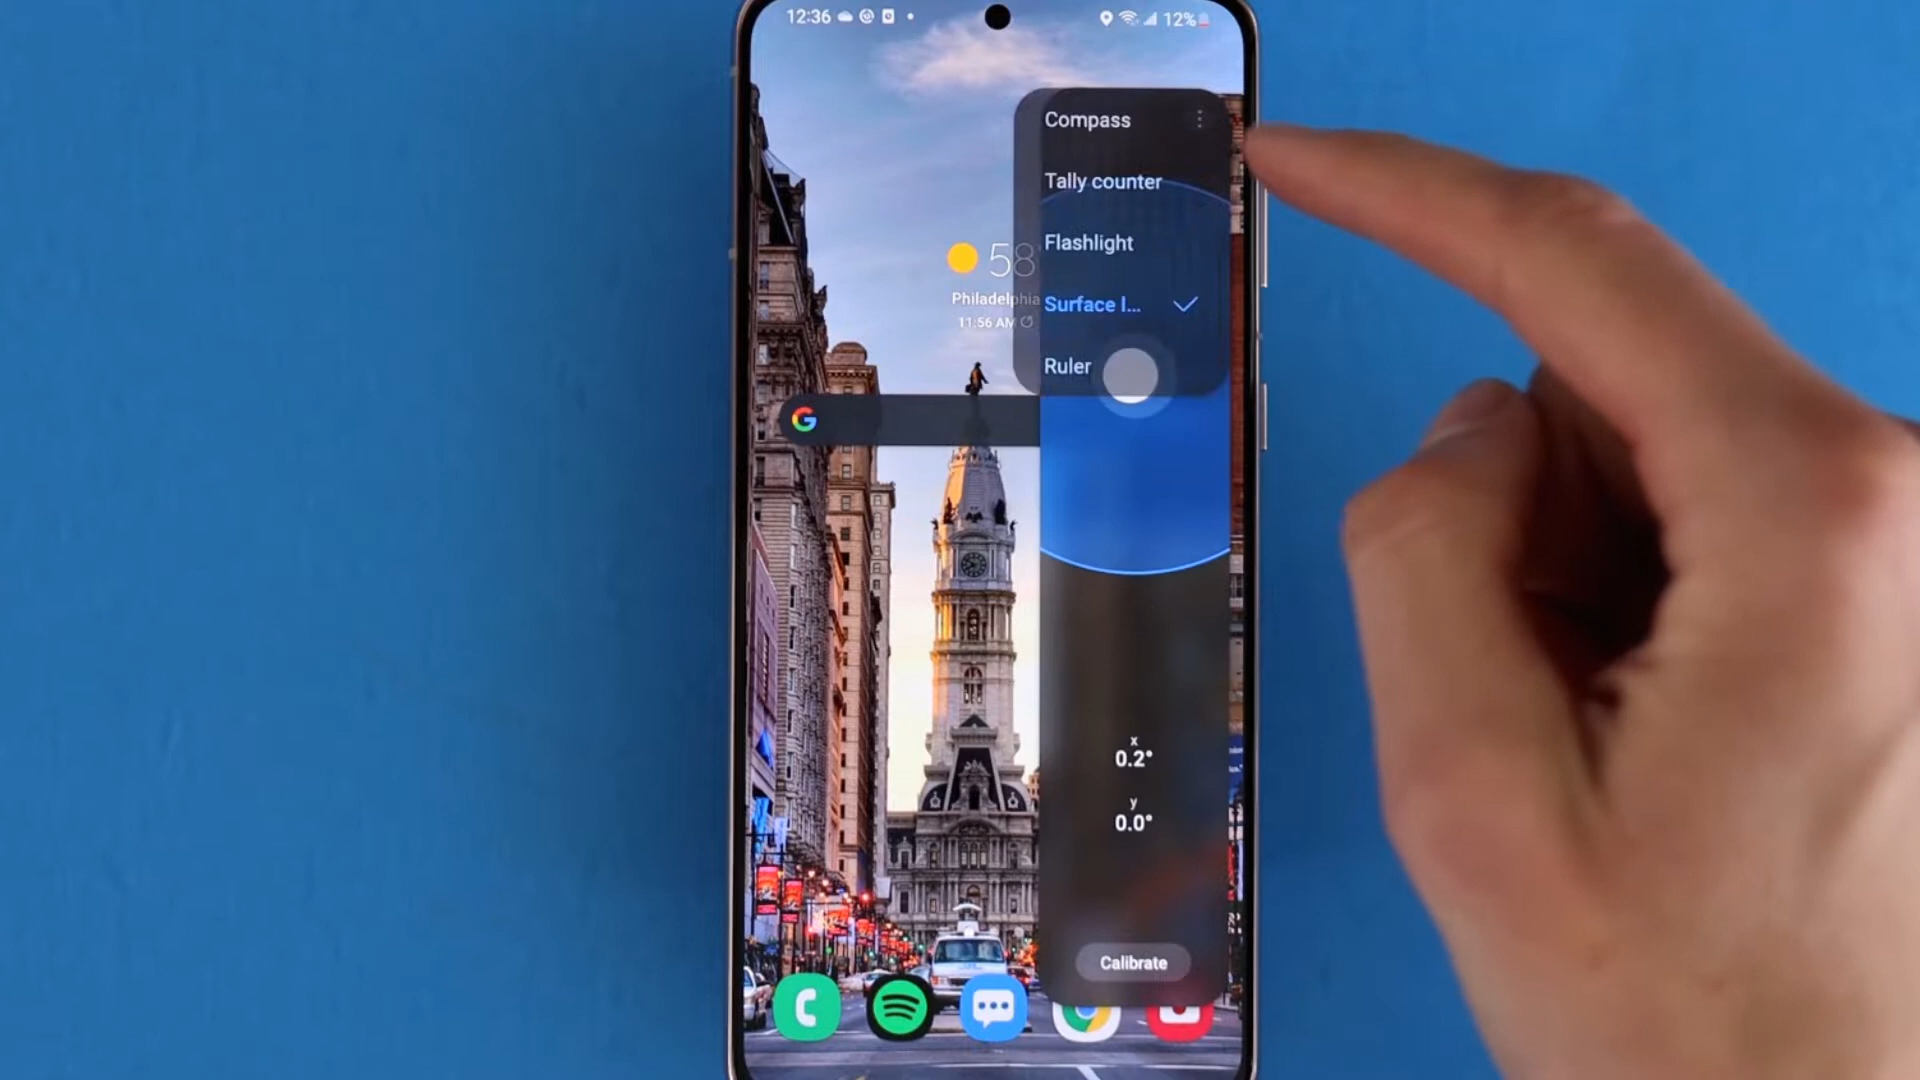 12:36
12%
Compass
Tally counter
58
Flashlight
Philadelphia
Surface l...
11:56 AM
Ruler
G
x
0.2°
y
0.0°
Calibrate